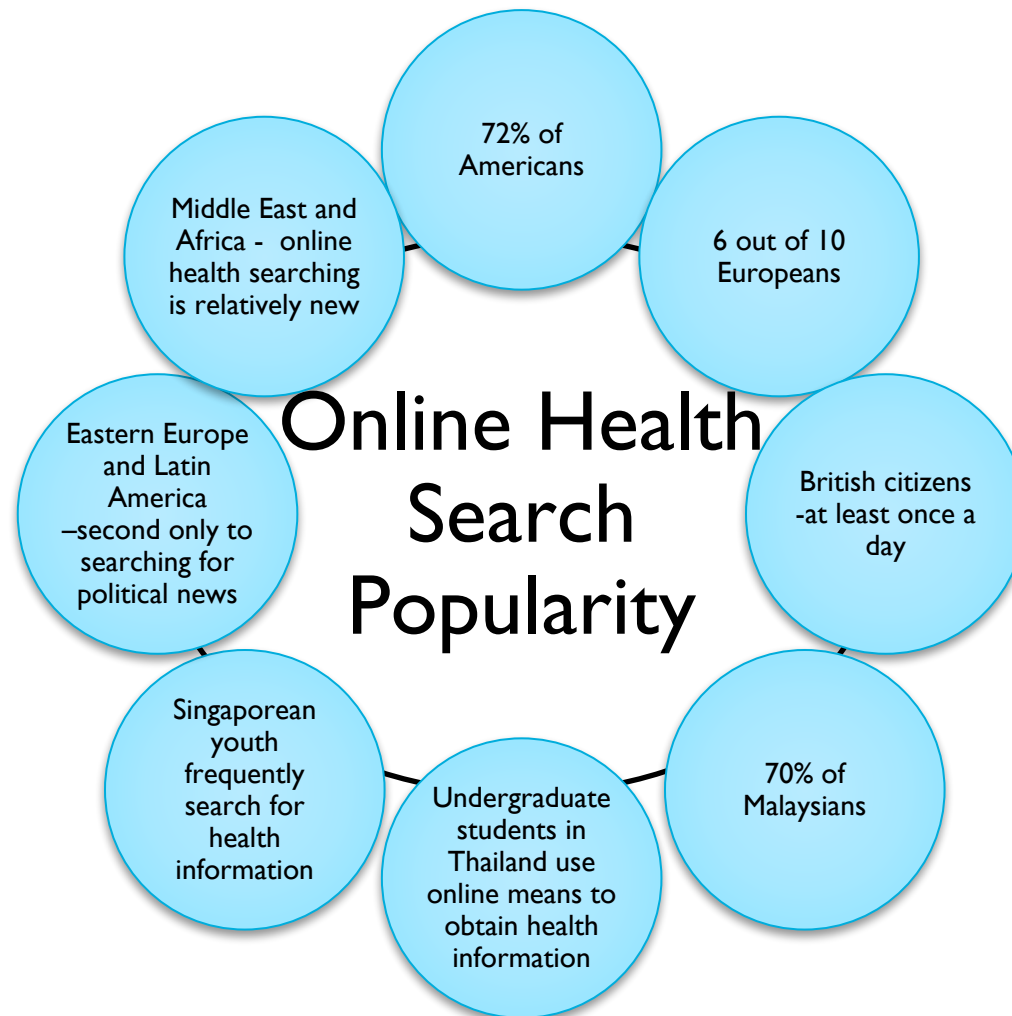 Online Health
Search
Popularity
72% of
Americans
6 out of 10
Europeans
British citizens
-at least once a
day
70% of
Malaysians
Undergraduate
students in
Thailand use
online means to
obtain health
information
Singaporean
youth
frequently
search for
health
information
Eastern Europe
and Latin
America
–second only to
searching for
political news
Middle East and
Africa -  online
health searching
is relatively new